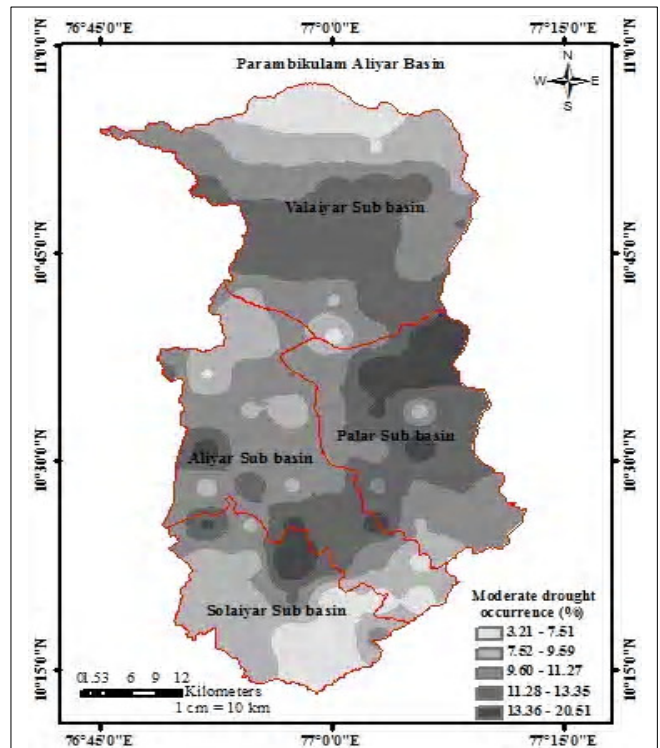 76°45'0"E 77°0'0"E 77°15'0"E
11°0'0"N 11°0'0"N
Parambikulam Aliyar Basin
N
W E
S
Valaiyar Sub basin
10°45'0"N 10°45'0"N
Palar Sub basin
Aliyar Sub basin
10°30'0"N 10°30'0"N
Solaiyar Sub basin
Moderate drought
occurrence (%)
3.21 - 7.51
7.52 - 9.59
9.60 - 11.27
11.28 - 13.35
13.36 - 20.51
10°15'0"N 10°15'0"N
01.53 6 9 12
Kilometers
1 cm = 10 km
76°45'0"E 77°0'0"E 77°15'0"E